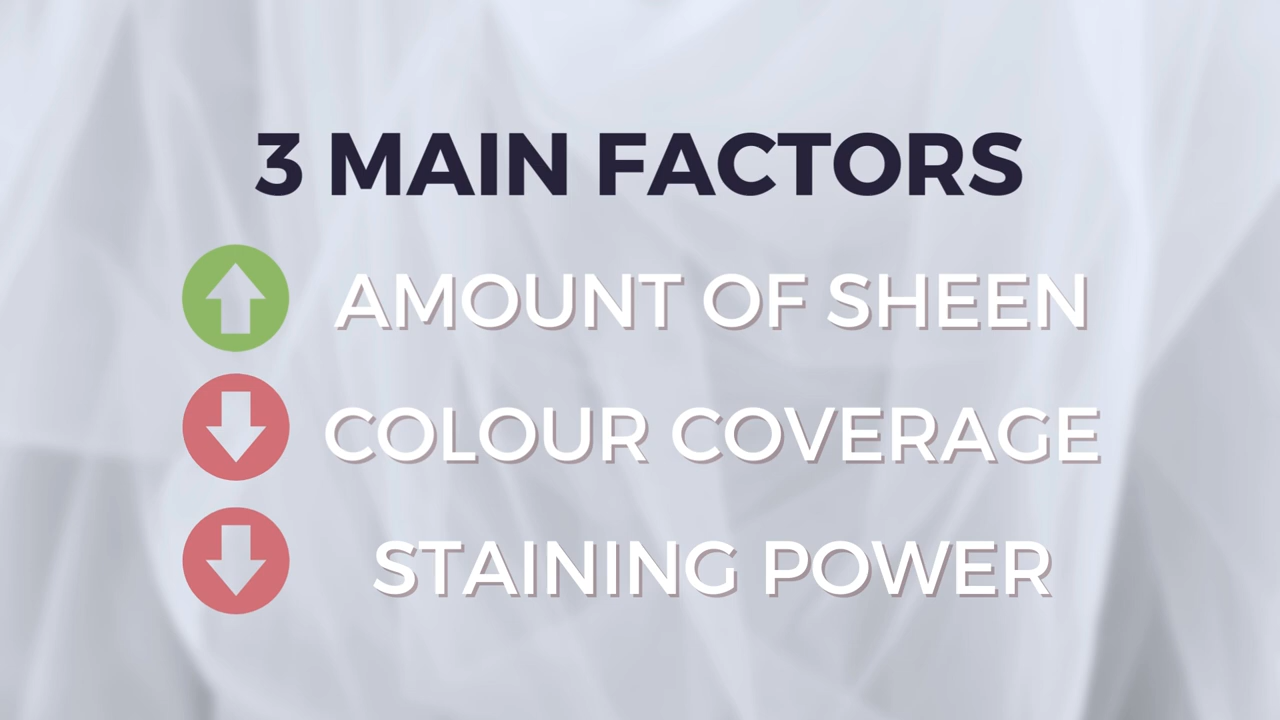 3 MAIN FACTORS
AMOUNT OF SHEEN
COLOUR COVERAGE
STAINING POWER